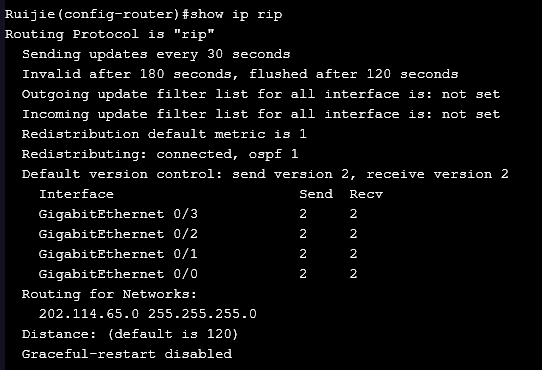 Ruijie(config-router)#show ip rip
Routing Protocol is "rip"
  Sending updates every 30 seconds
  Invalid after 180 seconds, flushed after 120 seconds
  Outgoing update filter list for all interface is: not set
  Incoming update filter list for all interface is: not set
  Redistribution default metric is 1
  Redistributing: connected, ospf 1
  Default version control: send version 2, receive version 2
    Interface                      Send  Recv
    GigabitEthernet 0/3            2     2
    GigabitEthernet 0/2            2     2
    GigabitEthernet 0/1            2     2
    GigabitEthernet 0/0            2     2
  Routing for Networks:
    202.114.65.0 255.255.255.0
  Distance: (default is 120)
  Graceful-restart disabled